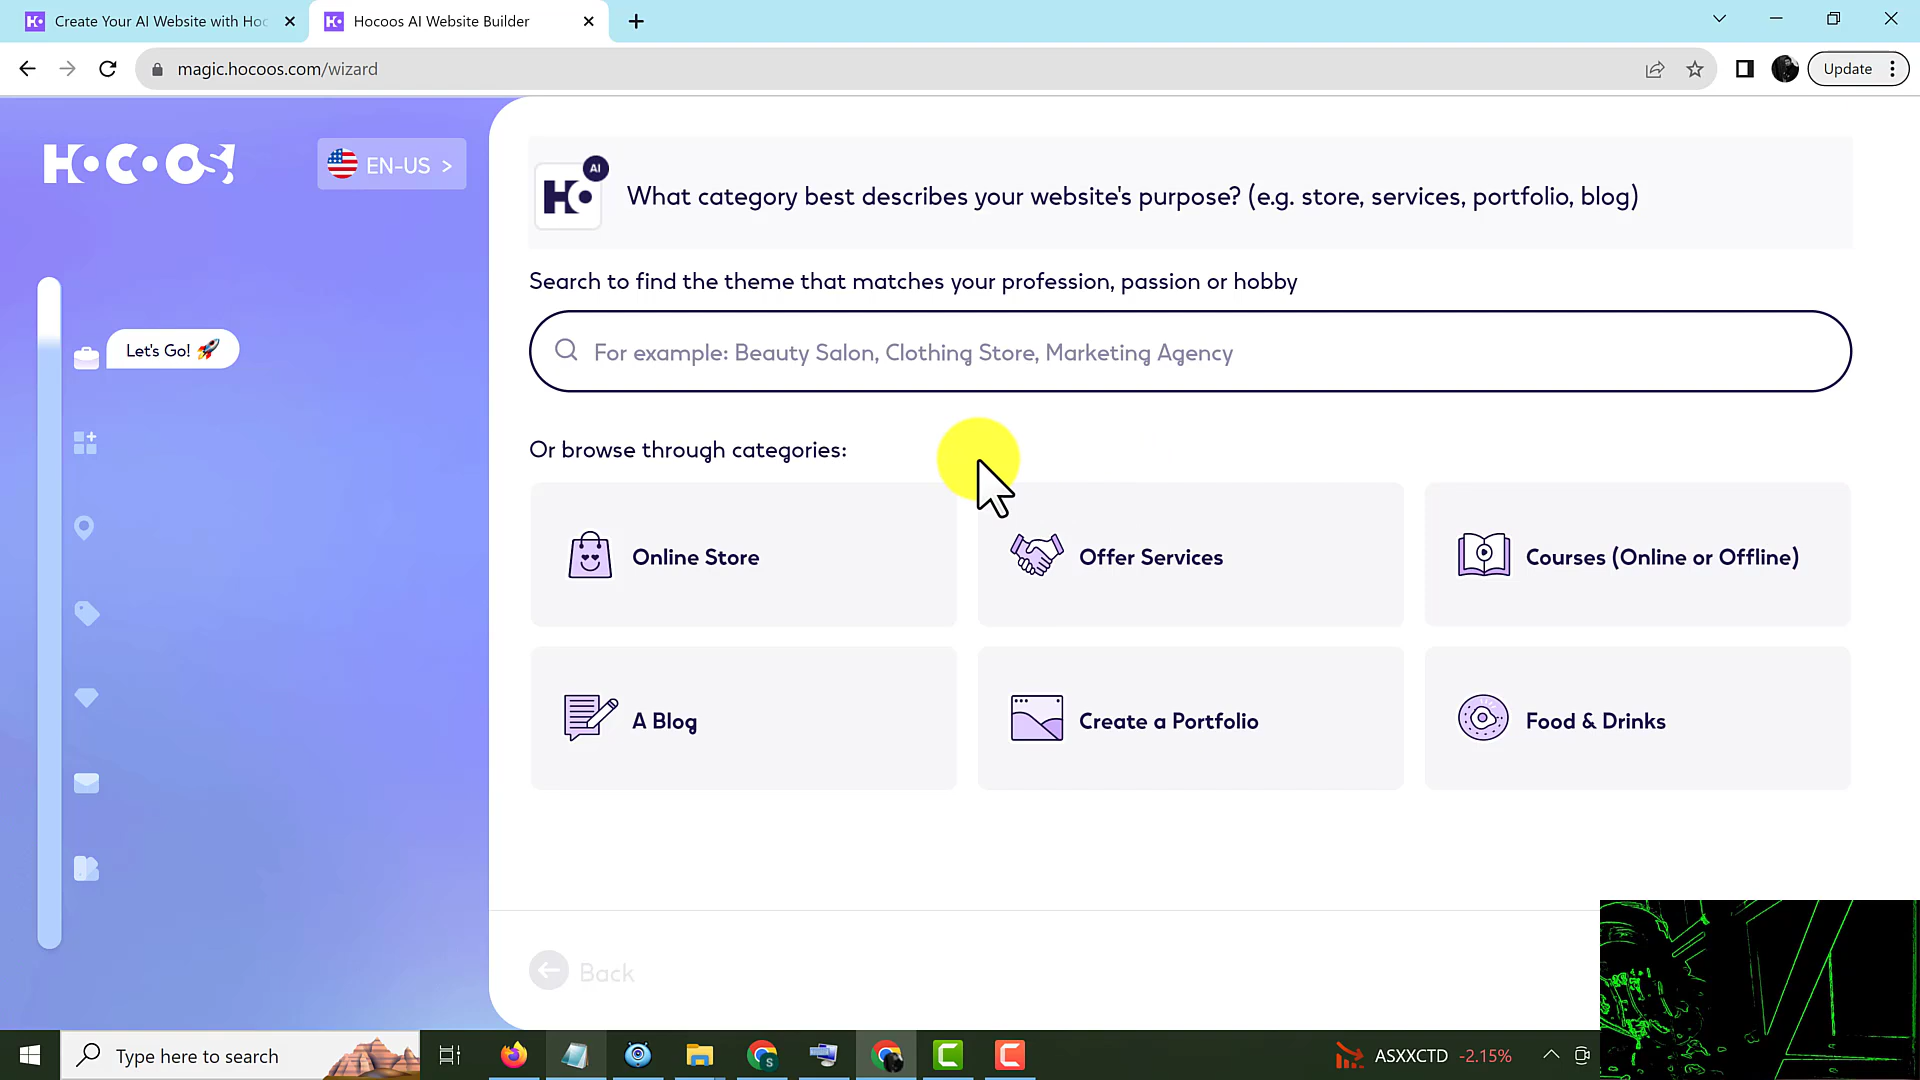 Create Your AI Website with Hoc
Hocoos AI Website Builder
magic.hocoos.com/wizard
Update
HOCOOS!
EN-US >
AI
HO
What category best describes your website's purpose? (e.g. store, services, portfolio, blog)
Search to find the theme that matches your profession, passion or hobby
For example: Beauty Salon, Clothing Store, Marketing Agency
Let's Go! 🚀
Or browse through categories:
Online Store
Offer Services
Courses (Online or Offline)
A Blog
Create a Portfolio
Food & Drinks
Back
Type here to search
ASXXCTD -2.15%